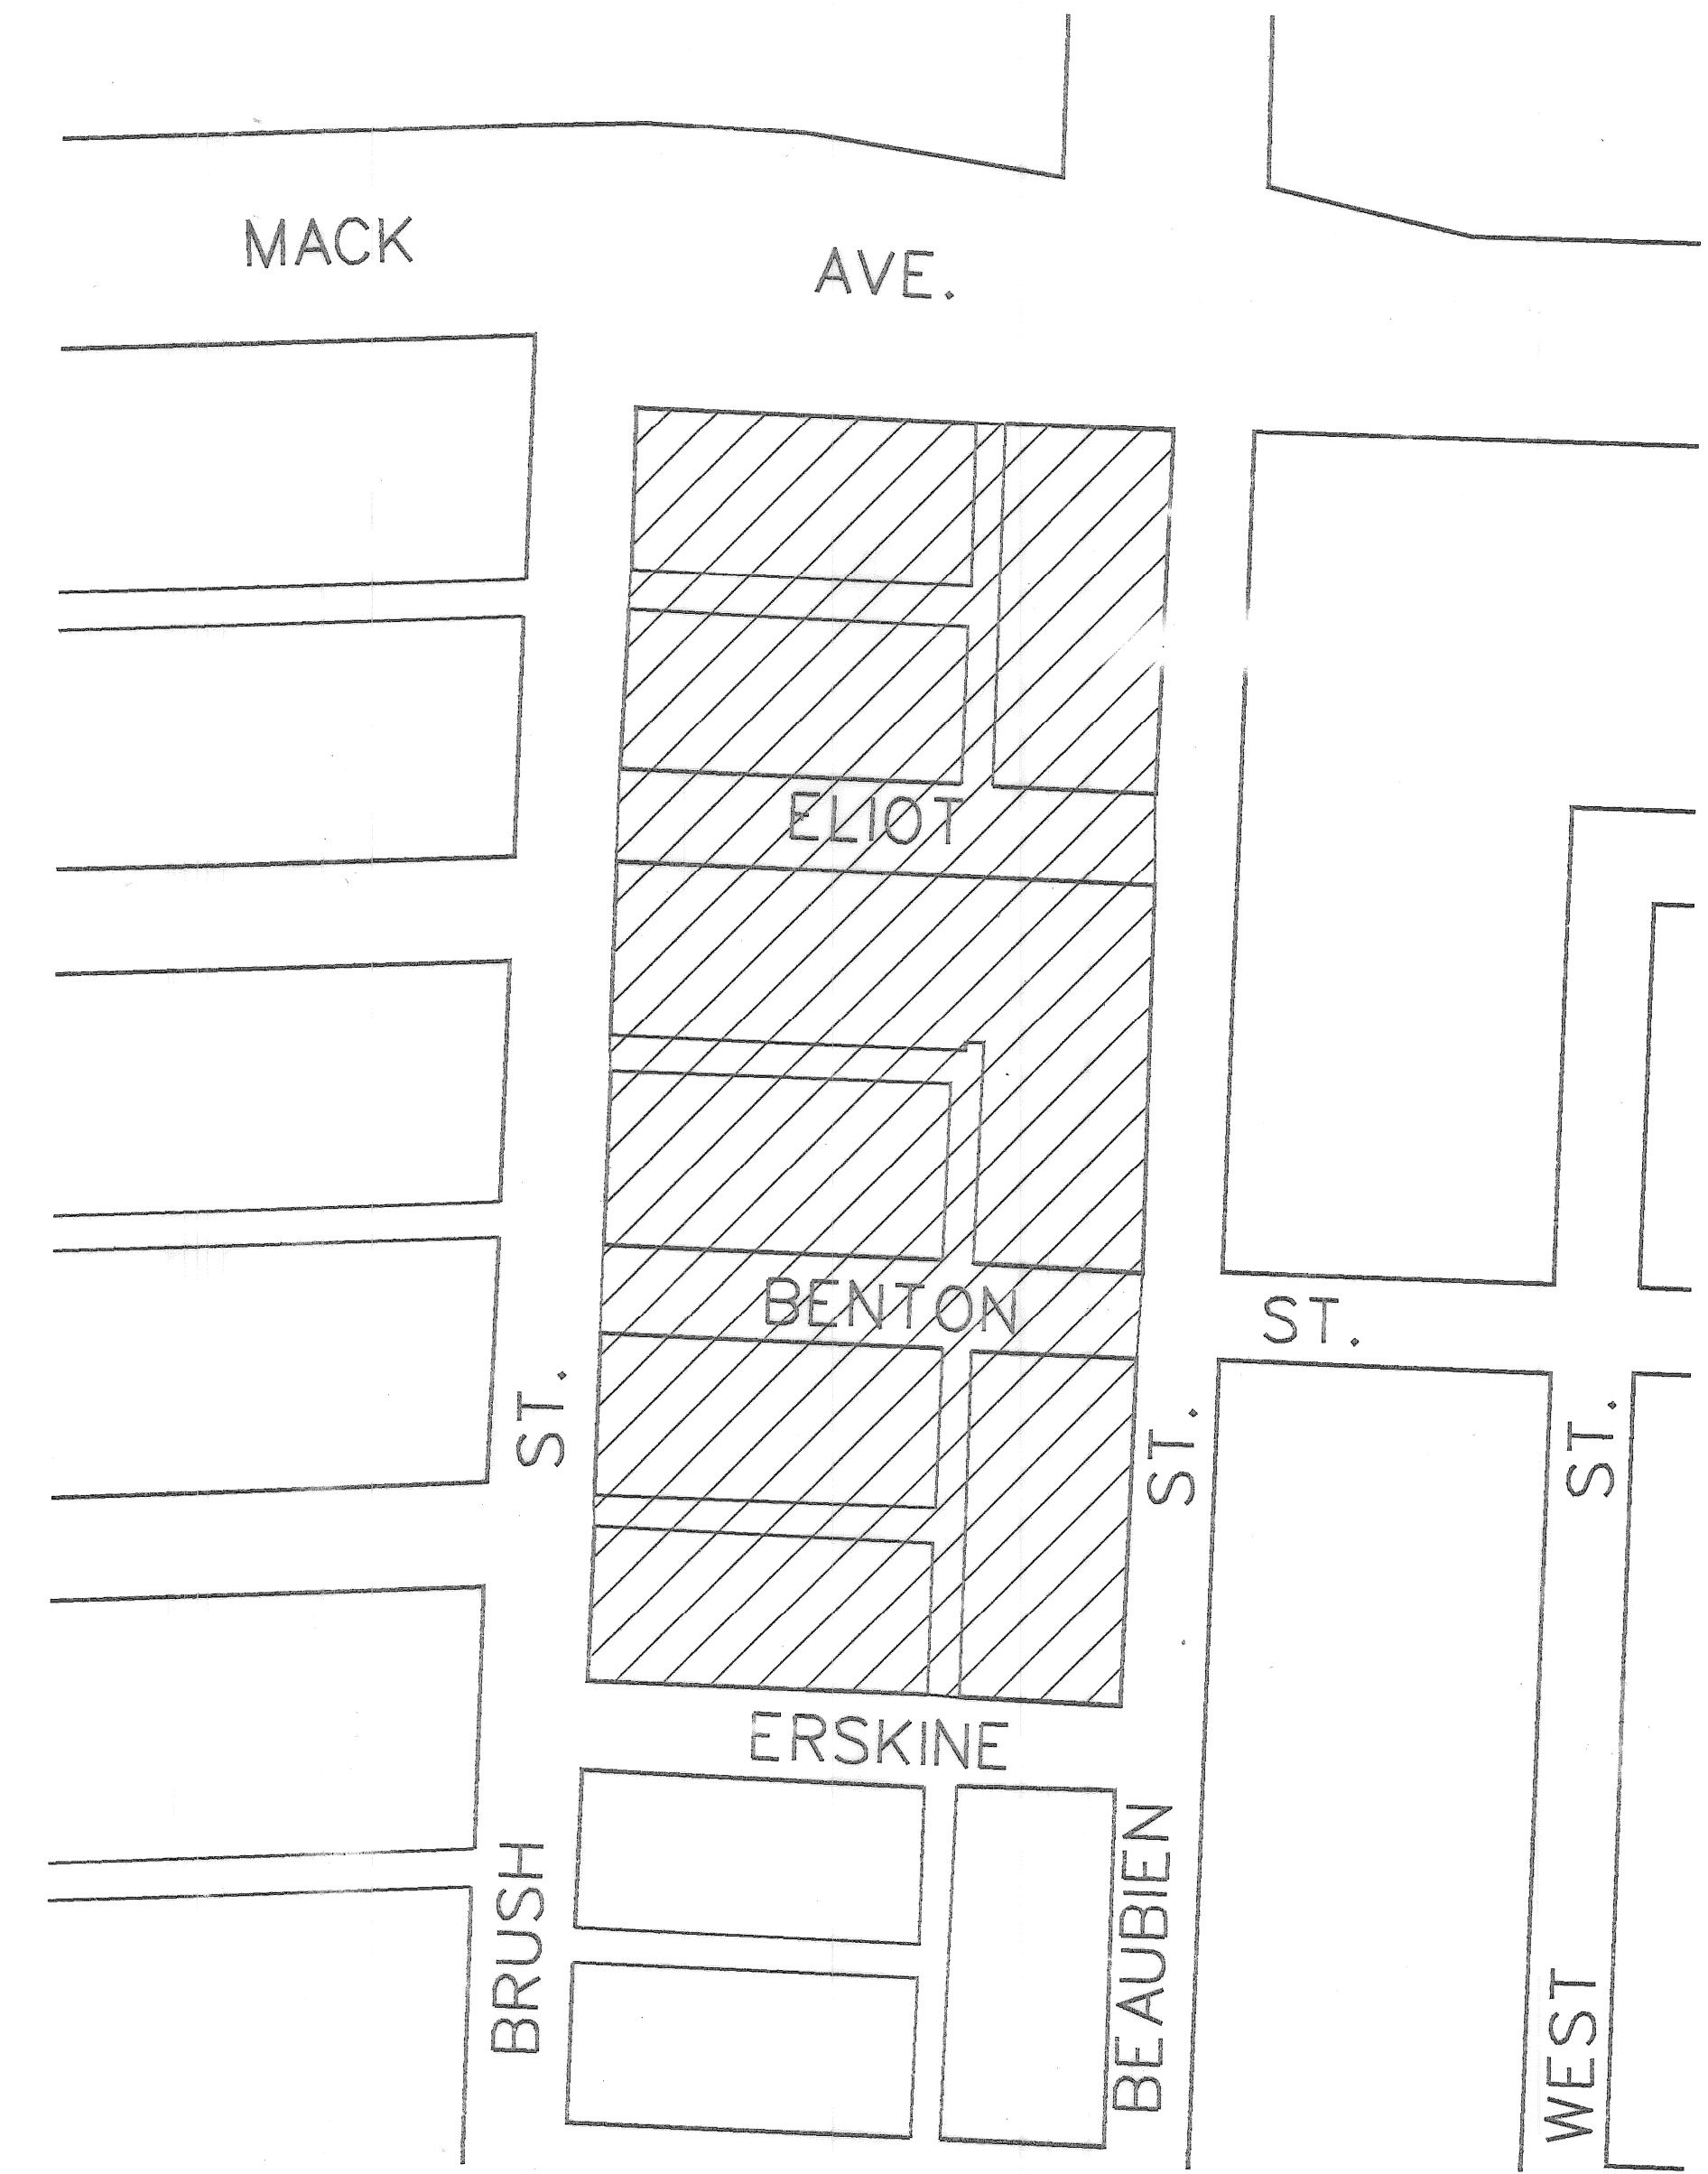 MACK AVE.
ELIOT
BENTON ST.
ERSKINE
BRUSH ST.
BEAUBIEN ST.
WEST ST.